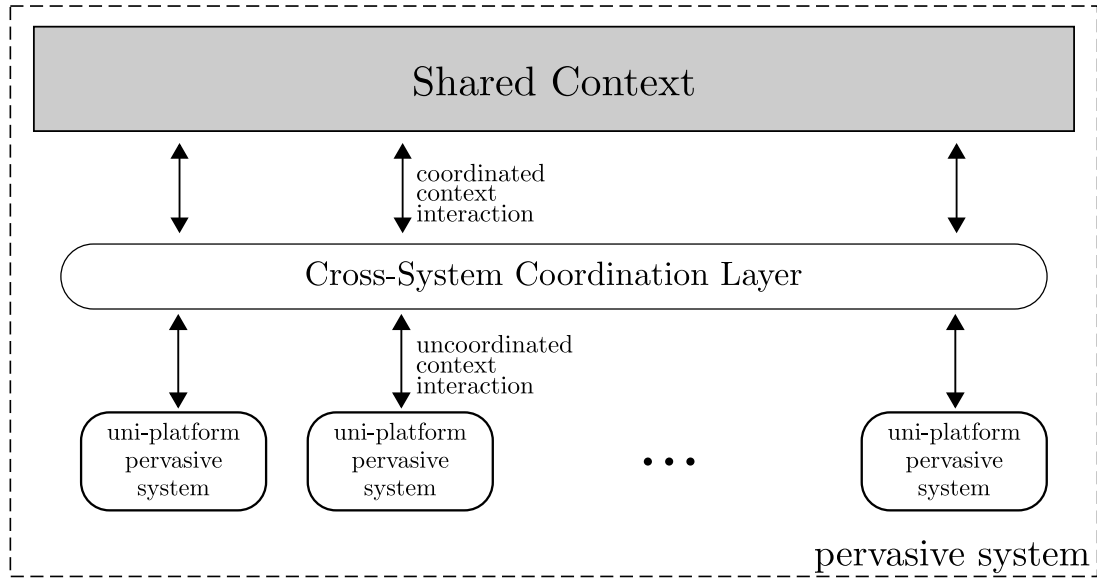 Shared Context
coordinated
context
interaction
Cross-System Coordination Layer
uncoordinated
context
interaction
uni-platform
pervasive
system
uni-platform
pervasive
system
...
uni-platform
pervasive
system
pervasive system